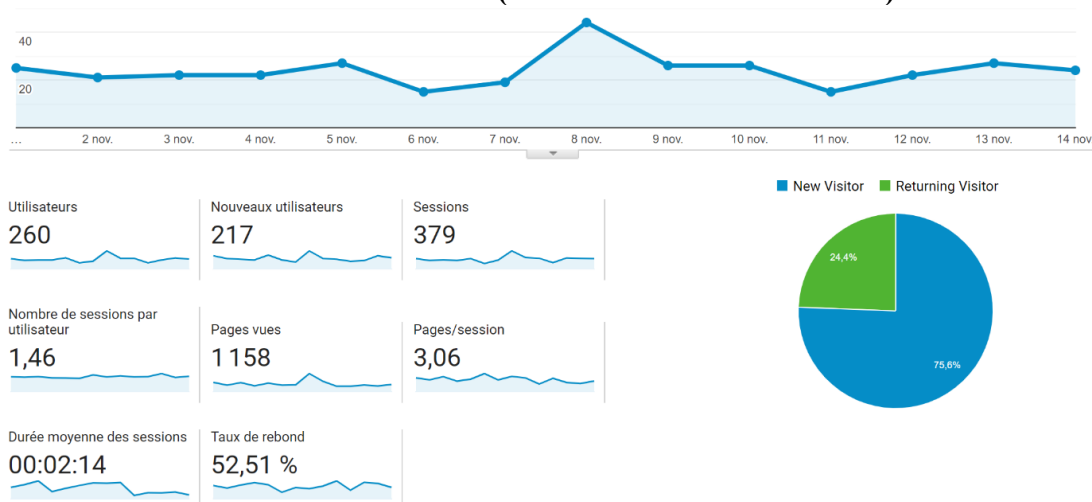 40
20
...
2 nov.
3 nov.
4 nov.
5 nov.
6 nov.
7 nov.
8 nov.
9 nov.
10 nov.
11 nov.
12 nov.
13 nov.
14 nov
New Visitor
Returning Visitor
Utilisateurs
260
Nouveaux utilisateurs
217
Sessions
379
24,4%
75,6%
Nombre de sessions par
utilisateur
1,46
Pages vues
1 158
Pages/session
3,06
Durée moyenne des sessions
00:02:14
Taux de rebond
52,51 %